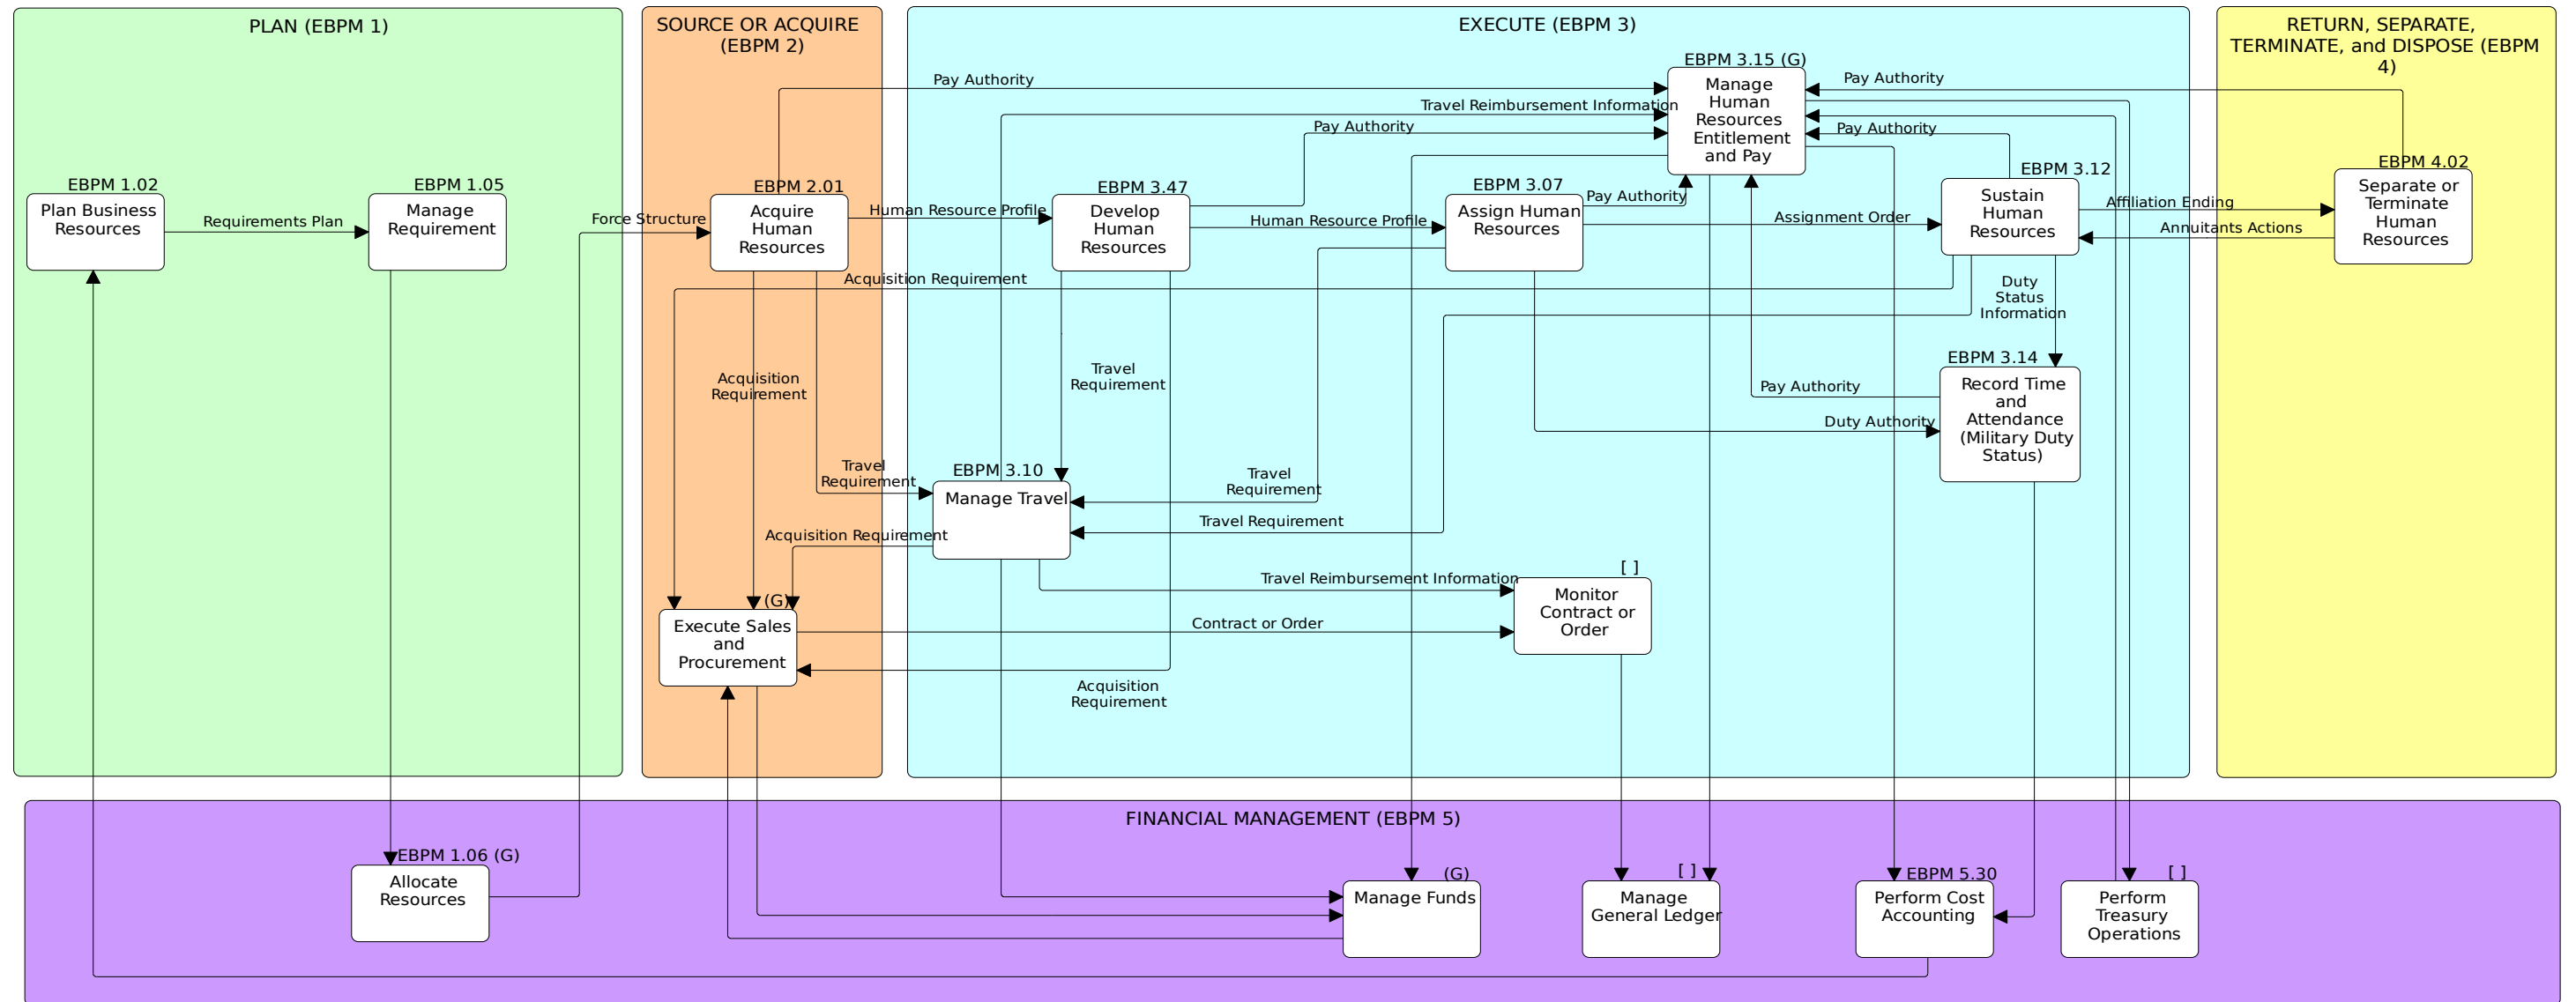 PLAN (EBPM 1)
SOURCE OR ACQUIRE
(EBPM 2)
EXECUTE (EBPM 3)
RETURN, SEPARATE,
TERMINATE, and DISPOSE (EBPM
4)
EBPM 3.15 (G)
Manage
Human
Resources
Entitlement
and Pay
Pay Authority
Travel Reimbursement Information
Pay Authority
Pay Authority
Pay Authority
EBPM 1.02
Plan Business
Resources
Requirements Plan
EBPM 1.05
Manage
Requirement
Force Structure
EBPM 2.01
Acquire
Human
Resources
Human Resource Profile
EBPM 3.47
Develop
Human
Resources
Human Resource Profile
EBPM 3.07
Assign Human
Resources
Pay Authority
Assignment Order
EBPM 3.12
Sustain
Human
Resources
Affiliation Ending
Annuitants Actions
EBPM 4.02
Separate or
Terminate
Human
Resources
Acquisition Requirement
Duty
Status
Information
Acquisition
Requirement
Travel
Requirement
EBPM 3.14
Record Time
and
Attendance
(Military Duty
Status)
Pay Authority
Duty Authority
Travel
Requirement
EBPM 3.10
Manage Travel
Travel
Requirement
Travel Requirement
Acquisition Requirement
Travel Reimbursement Information
[ ]
Monitor
Contract or
Order
(G)
Execute Sales
and
Procurement
Contract or Order
Acquisition
Requirement
FINANCIAL MANAGEMENT (EBPM 5)
EBPM 1.06 (G)
Allocate
Resources
(G)
Manage Funds
[ ]
Manage
General Ledger
EBPM 5.30
Perform Cost
Accounting
[ ]
Perform
Treasury
Operations